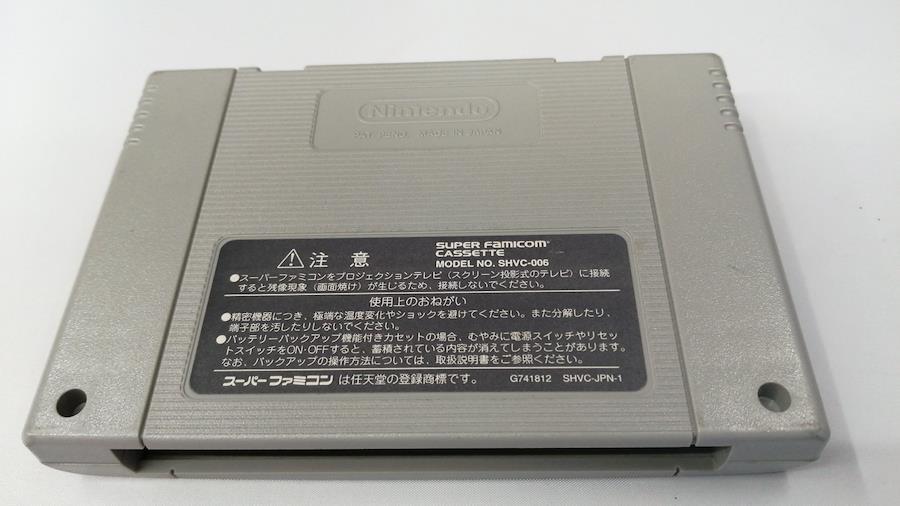 Nintendo
PAT. PEND. MADE IN JAPAN
⚠注 意
SUPER FAMICOM
CASSETTE
MODEL NO. SHVC-006
●スーパーファミコンをプロジェクションテレビ(スクリーン投影式のテレビ)に接続
すると残像現象(画面焼け)が生じるため、接続しないでください。
使用上のおねがい
●精密機器につき、極端な温度変化やショックを避けてください。また分解したり、
端子部を汚したりしないでください。
●バッテリーバックアップ機能付きカセットの場合、むやみに電源スイッチやリセッ
トスイッチをON・OFFすると、蓄積されている内容が消えてしまうことがあります。
なお、バックアップの操作方法については、取扱説明書をご参照ください。
スーパーファミコンは任天堂の登録商標です。 G741812 SHVC-JPN-1